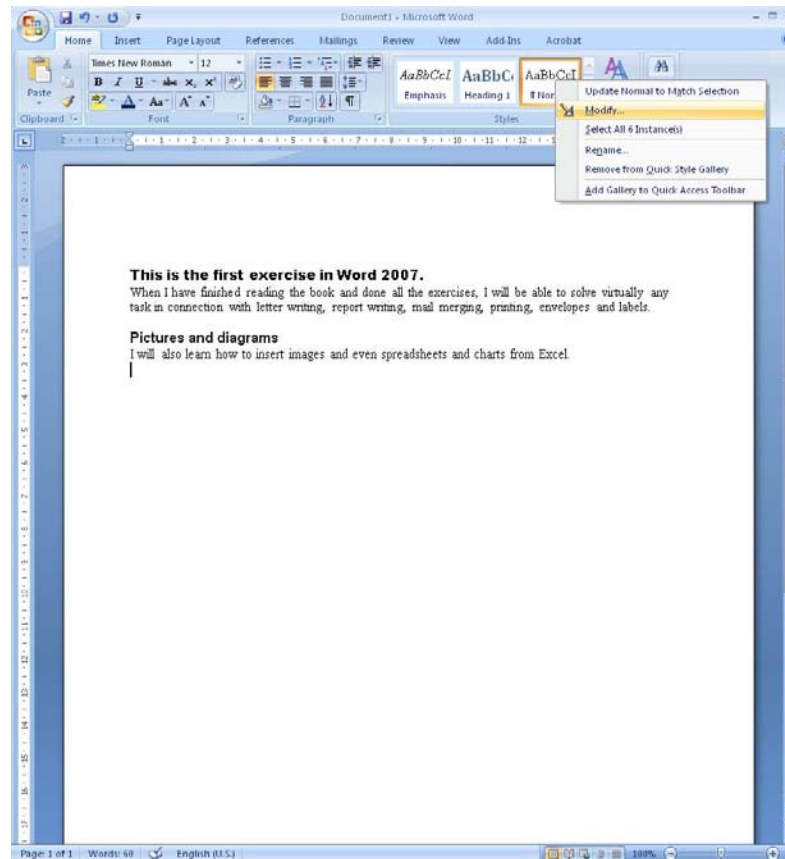 Document1 - Microsoft Word
Home Insert Page Layout References Mailings Review View Add-Ins Acrobat
Times New Roman 12
Paste
B I U abc X₂ X²
Aa A A
AaBbCcI AaBbC AaBbCcI
Emphasis Heading 1 ¶ Nor
Clipboard Font Paragraph Styles
Update Normal to Match Selection
Modify...
Select All 6 Instance(s)
Rename...
Remove from Quick Style Gallery
Add Gallery to Quick Access Toolbar
This is the first exercise in Word 2007.
When I have finished reading the book and done all the exercises, I will be able to solve virtually any
task in connection with letter writing, report writing, mail merging, printing, envelopes and labels.
Pictures and diagrams
I will also learn how to insert images and even spreadsheets and charts from Excel.
Page: 1 of 1 Words: 60 English (U.S.) 100%